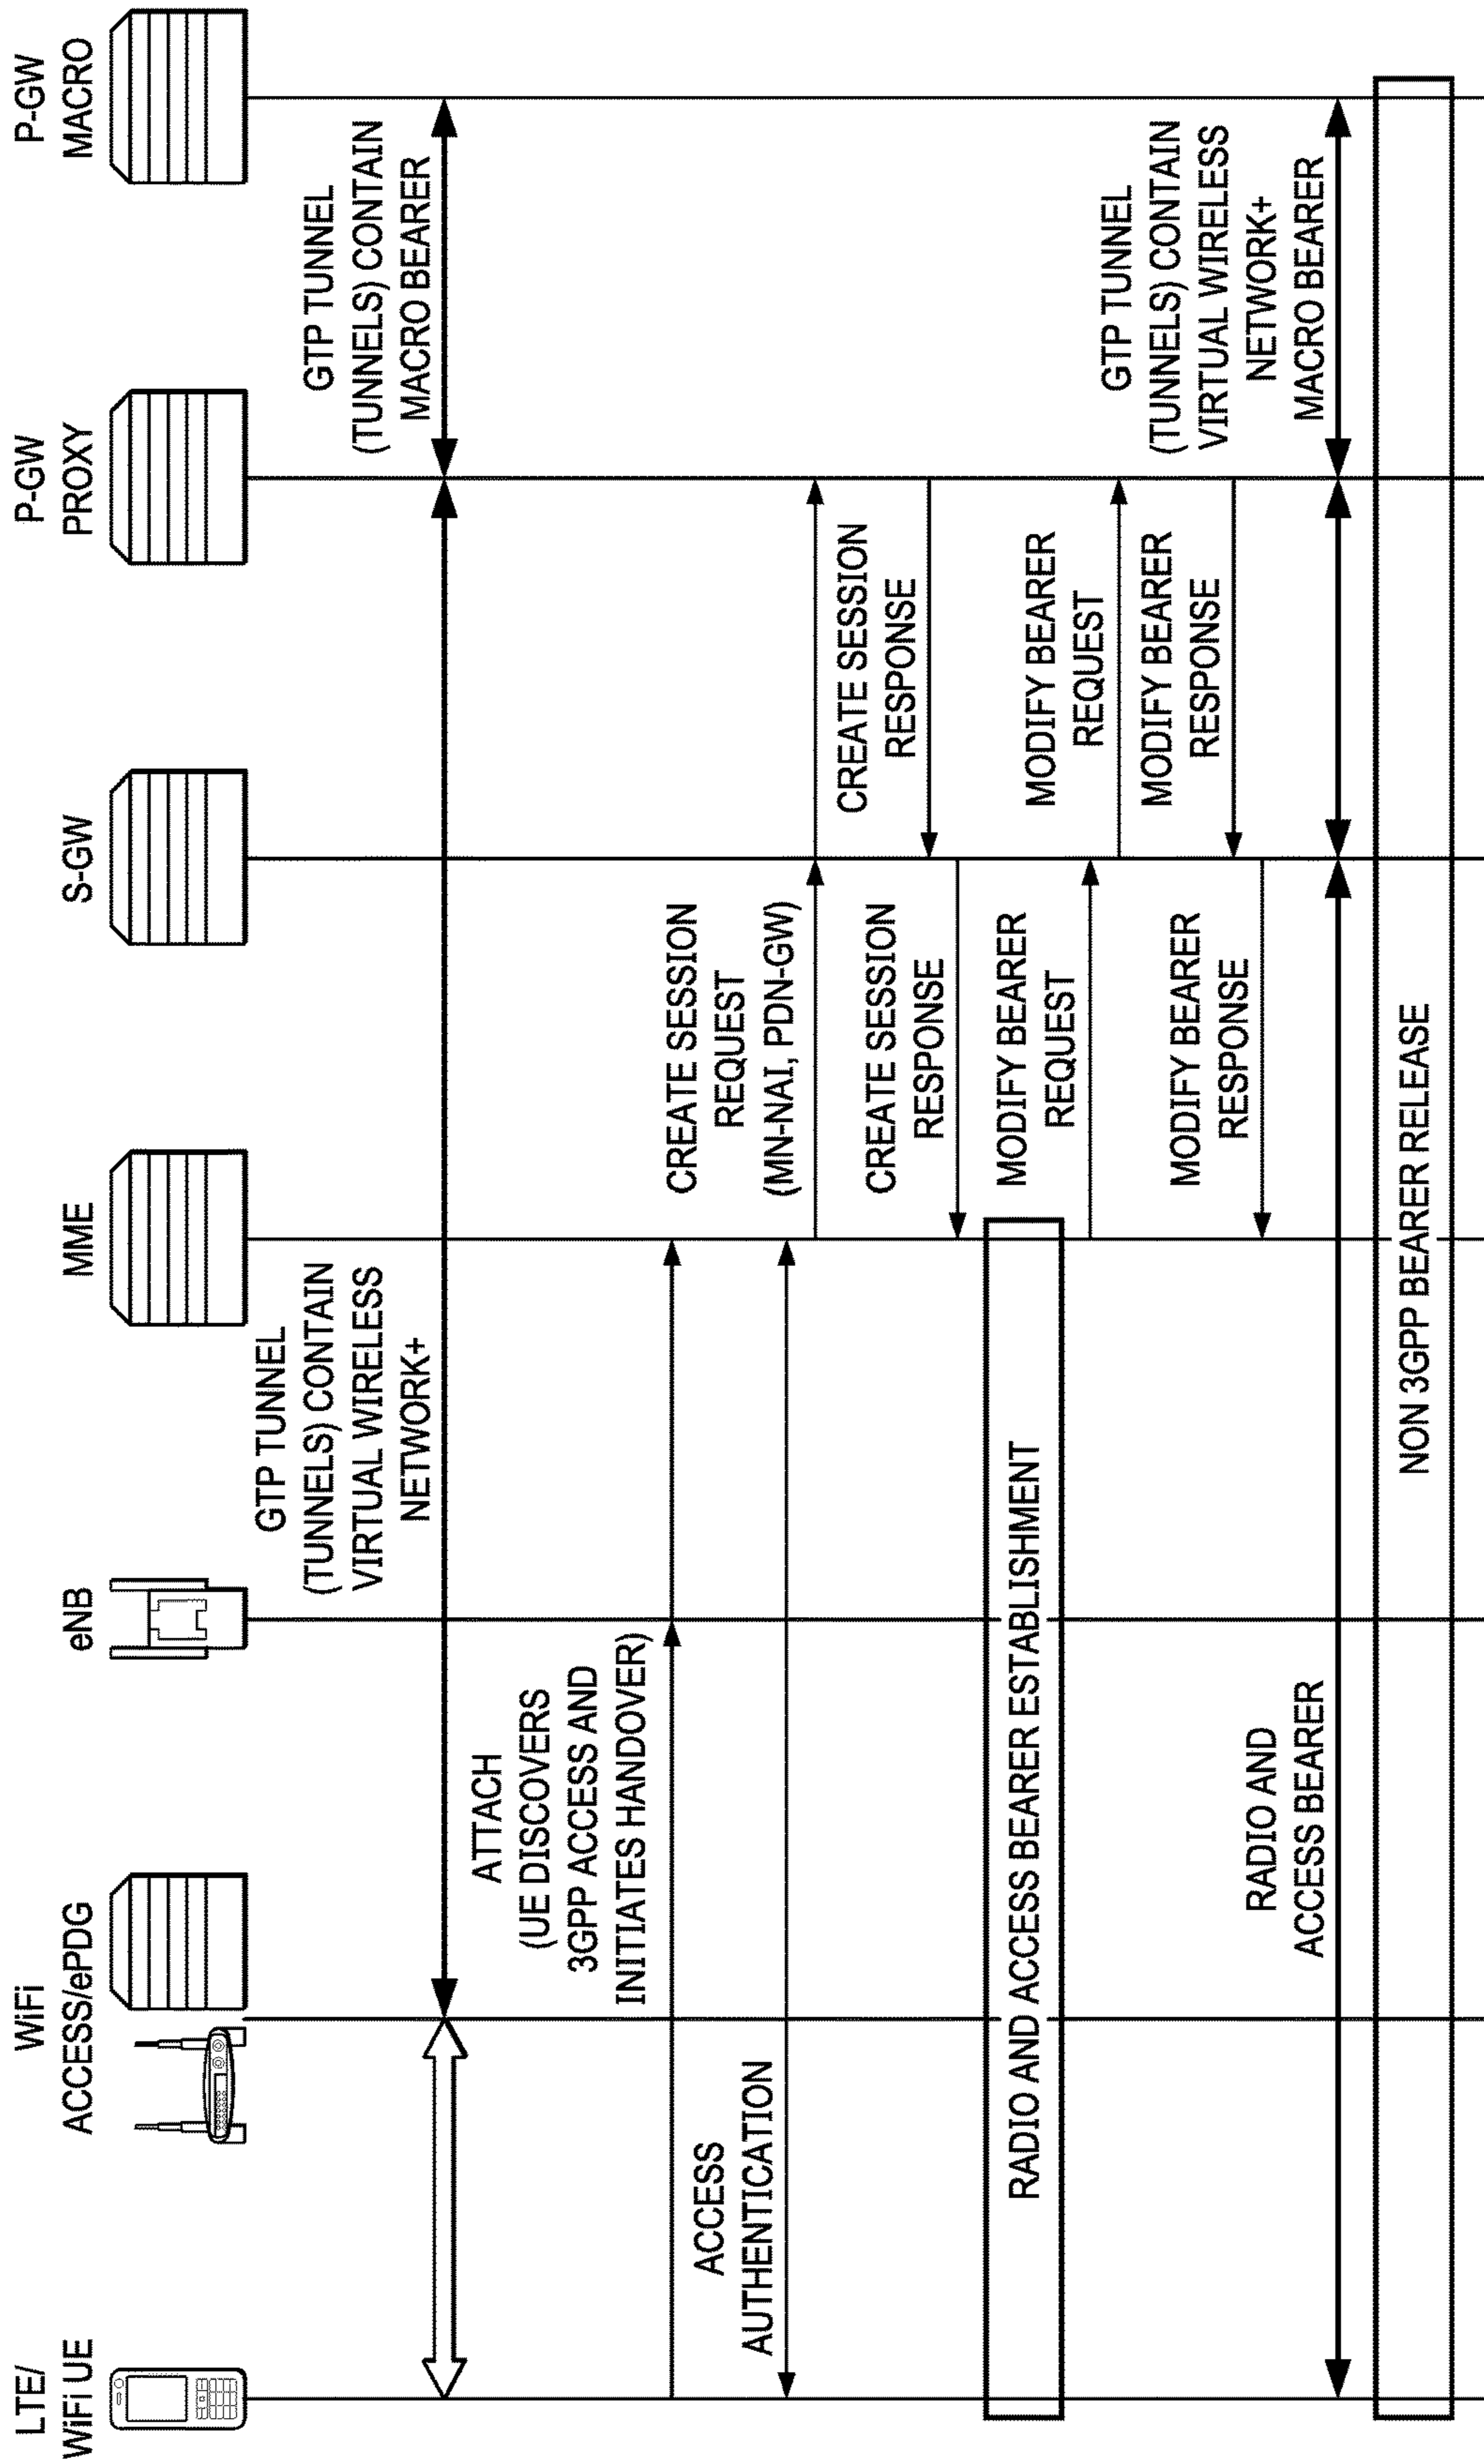 LTE/
WiFi UE
WiFi
ACCESS/ePDG
eNB
MME
S-GW
P-GW
PROXY
P-GW
MACRO
GTP TUNNEL
(TUNNELS) CONTAIN
VIRTUAL WIRELESS
NETWORK+
GTP TUNNEL
(TUNNELS) CONTAIN
MACRO BEARER
ATTACH
(UE DISCOVERS
3GPP ACCESS AND
INITIATES HANDOVER)
ACCESS
AUTHENTICATION
CREATE SESSION
REQUEST
(MN-NAI, PDN-GW)
CREATE SESSION
RESPONSE
CREATE SESSION
RESPONSE
RADIO AND ACCESS BEARER ESTABLISHMENT
MODIFY BEARER
REQUEST
MODIFY BEARER
REQUEST
MODIFY BEARER
RESPONSE
MODIFY BEARER
RESPONSE
RADIO AND
ACCESS BEARER
GTP TUNNEL
(TUNNELS) CONTAIN
VIRTUAL WIRELESS
NETWORK+
MACRO BEARER
NON 3GPP BEARER RELEASE